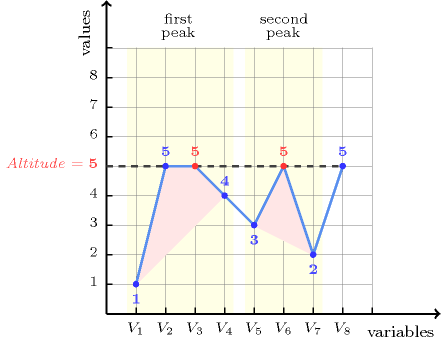 first
peak
second
peak
values
8
7
6
Altitude = 5
4
3
2
1
5
5
5
5
4
3
2
1
V1 V2 V3 V4 V5 V6 V7 V8
variables